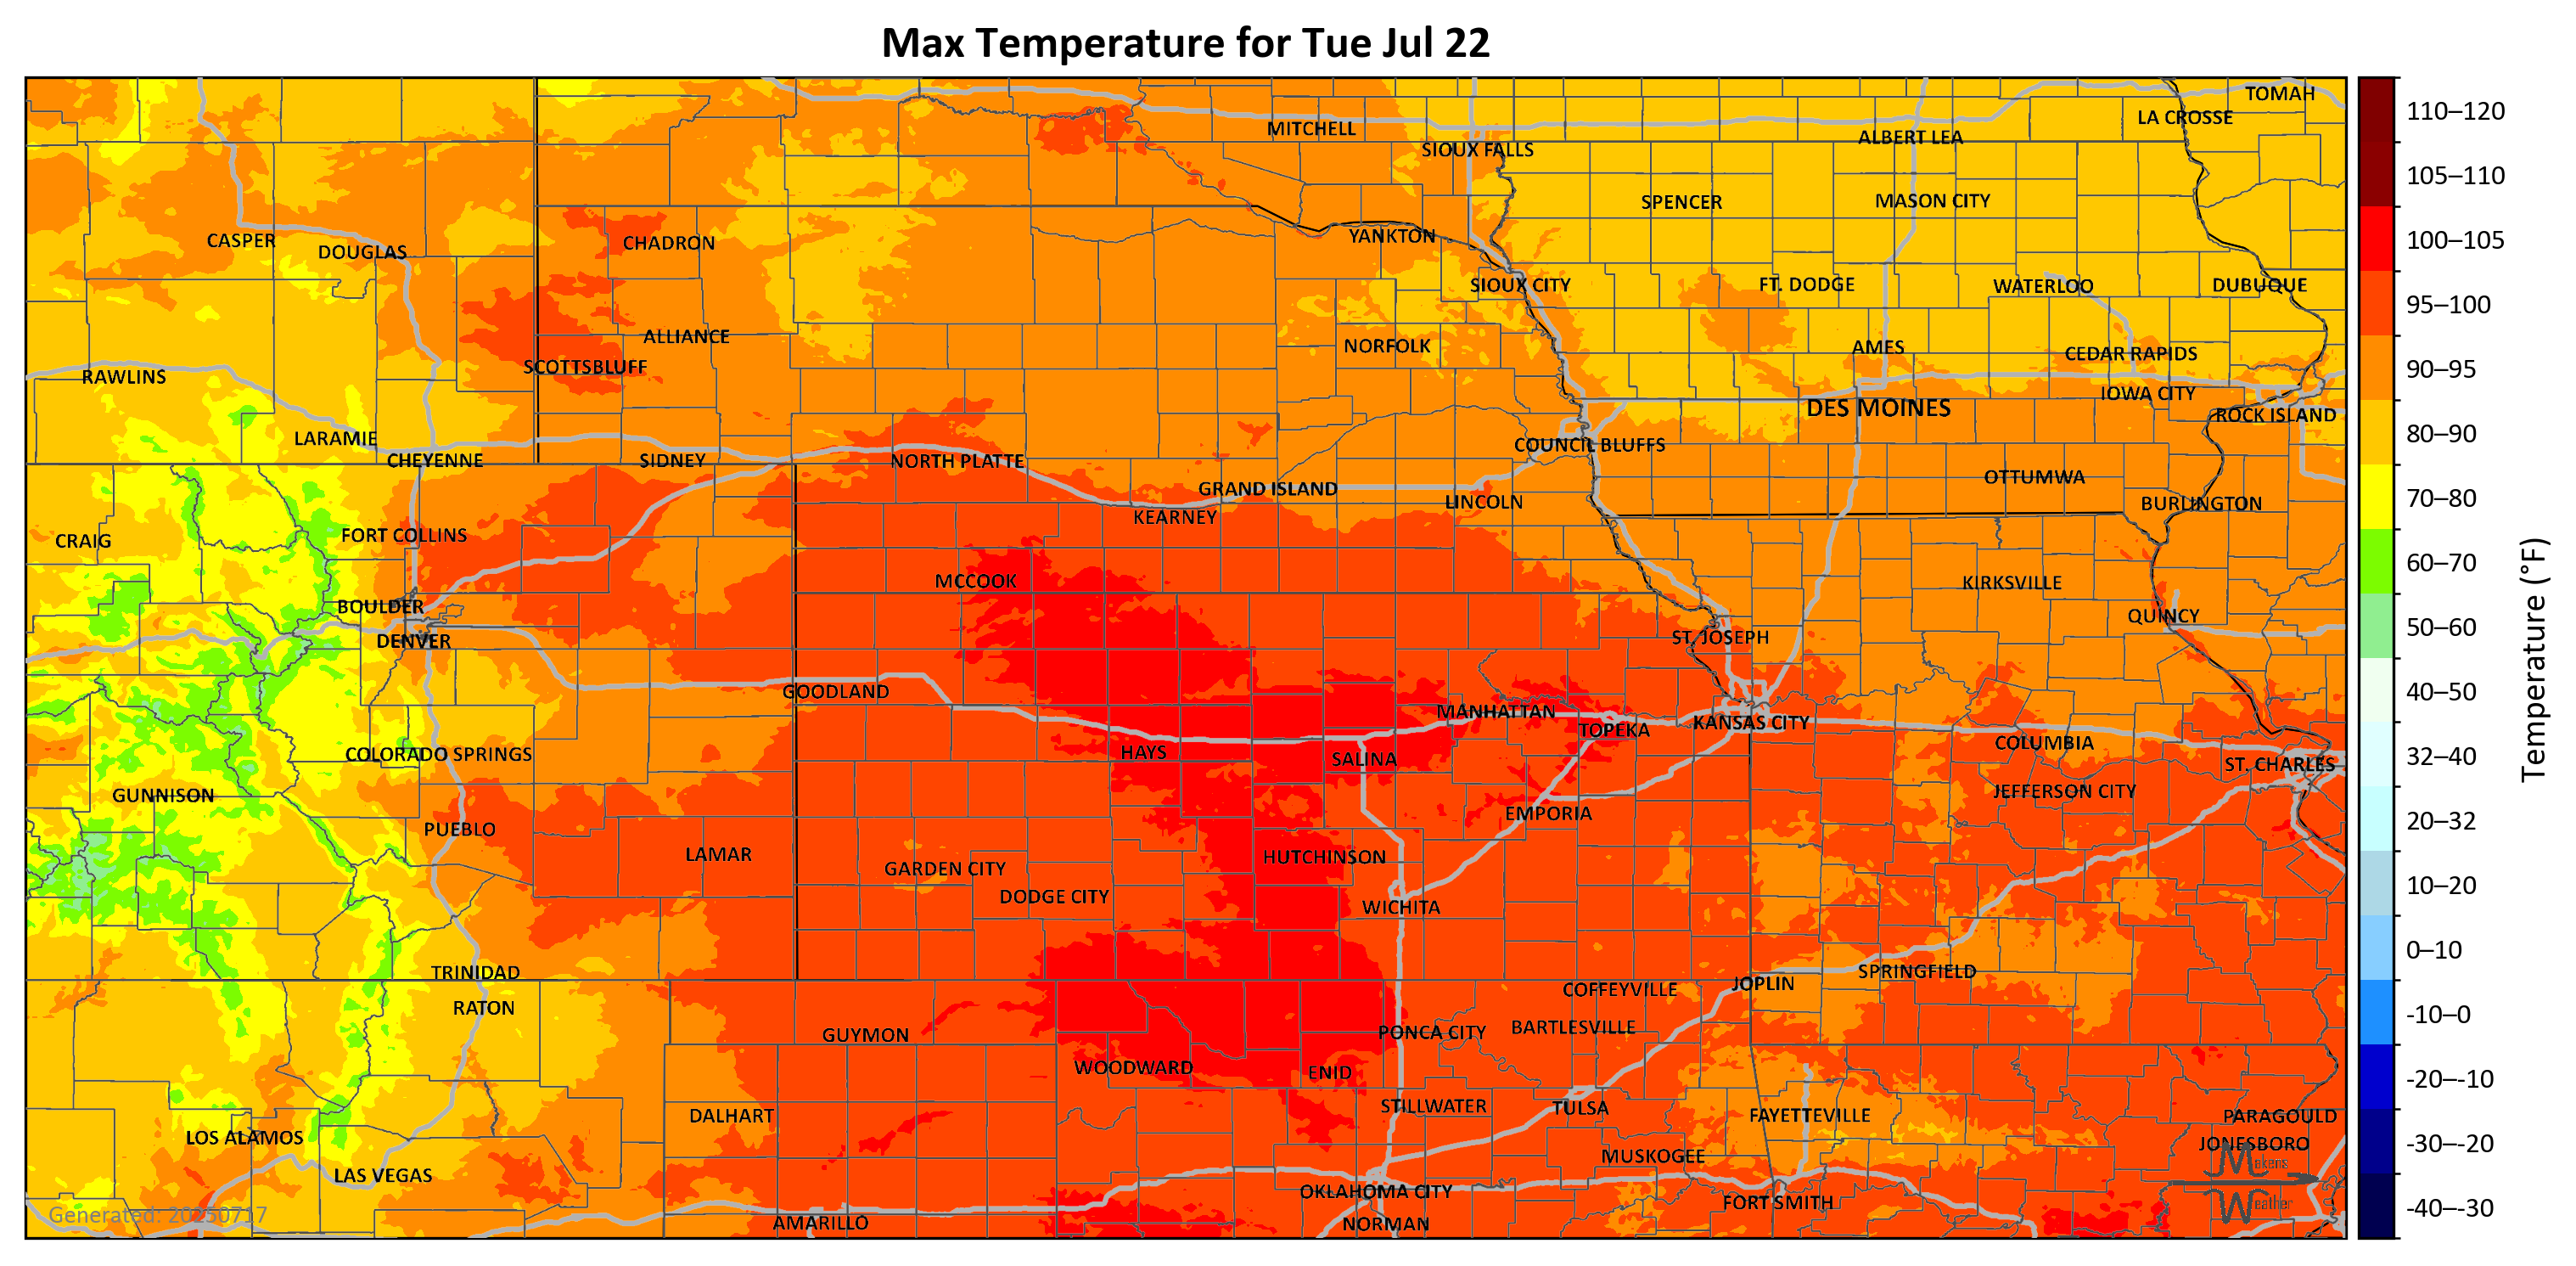 Max Temperature for Tue Jul 22
TOMAH
LA CROSSE
MITCHELL
ALBERT LEA
SIOUX FALLS
SPENCER
MASON CITY
CASPER
DOUGLAS
CHADRON
YANKTON
SIOUX CITY
FT. DODGE
WATERLOO
DUBUQUE
ALLIANCE
NORFOLK
AMES
CEDAR RAPIDS
SCOTTSBLUFF
RAWLINS
IOWA CITY
DES MOINES
ROCK ISLAND
LARAMIE
COUNCIL BLUFFS
CHEYENNE
SIDNEY
NORTH PLATTE
OTTUMWA
GRAND ISLAND
LINCOLN
BURLINGTON
KEARNEY
CRAIG
FORT COLLINS
MCCOOK
KIRKSVILLE
BOULDER
QUINCY
DENVER
ST. JOSEPH
GOODLAND
MANHATTAN
TOPEKA
KANSAS CITY
COLUMBIA
COLORADO SPRINGS
HAYS
SALINA
ST. CHARLES
GUNNISON
JEFFERSON CITY
EMPORIA
PUEBLO
LAMAR
HUTCHINSON
GARDEN CITY
DODGE CITY
WICHITA
TRINIDAD
SPRINGFIELD
JOPLIN
COFFEYVILLE
RATON
GUYMON
PONCA CITY
BARTLESVILLE
WOODWARD
ENID
DALHART
STILLWATER
TULSA
FAYETTEVILLE
PARAGOULD
LOS ALAMOS
JONESBORO
MUSKOGEE
LAS VEGAS
OKLAHOMA CITY
FORT SMITH
AMARILLO
NORMAN
Generated: 20250717
Makens
Weather
110–120
105–110
100–105
95–100
90–95
80–90
70–80
60–70
50–60
40–50
32–40
20–32
10–20
0–10
-10–0
-20–-10
-30–-20
-40–-30
Temperature (°F)